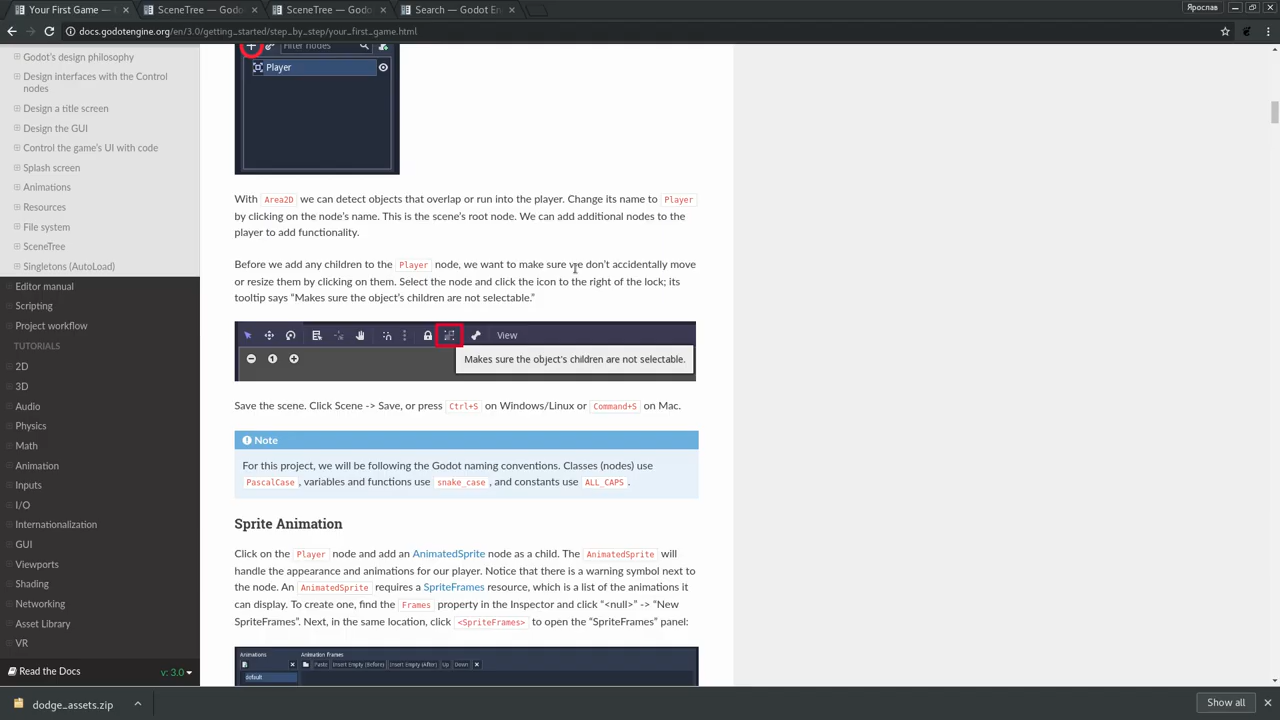 Your First Game —
SceneTree — Godo
SceneTree — Godo
Search — Godot En
Ярослав
docs.godotengine.org/en/3.0/getting_started/step_by_step/your_first_game.html
Godot's design philosophy
Design interfaces with the Control nodes
Design a title screen
Design the GUI
Control the game's UI with code
Splash screen
Animations
Resources
File system
SceneTree
Singletons (AutoLoad)
Editor manual
Scripting
Project workflow
TUTORIALS
2D
3D
Audio
Physics
Math
Animation
Inputs
I/O
Internationalization
GUI
Viewports
Shading
Networking
Asset Library
VR
Read the Docs
v: 3.0
Filter nodes
Player
With Area2D we can detect objects that overlap or run into the player. Change its name to Player
by clicking on the node's name. This is the scene's root node. We can add additional nodes to the
player to add functionality.
Before we add any children to the Player node, we want to make sure we don't accidentally move
or resize them by clicking on them. Select the node and click the icon to the right of the lock; its
tooltip says "Makes sure the object's children are not selectable."
View
1
Makes sure the object's children are not selectable.
Save the scene. Click Scene -> Save, or press Ctrl+S on Windows/Linux or Command+S on Mac.
Note
For this project, we will be following the Godot naming conventions. Classes (nodes) use
PascalCase , variables and functions use snake_case , and constants use ALL_CAPS .
Sprite Animation
Click on the Player node and add an AnimatedSprite node as a child. The AnimatedSprite will
handle the appearance and animations for our player. Notice that there is a warning symbol next to
the node. An AnimatedSprite requires a SpriteFrames resource, which is a list of the animations it
can display. To create one, find the Frames property in the Inspector and click "<null>" -> "New
SpriteFrames". Next, in the same location, click <SpriteFrames> to open the "SpriteFrames" panel:
Animations
Animation Frames
Paste Insert Empty (Before) Insert Empty (After) Up Down
default
dodge_assets.zip
Show all